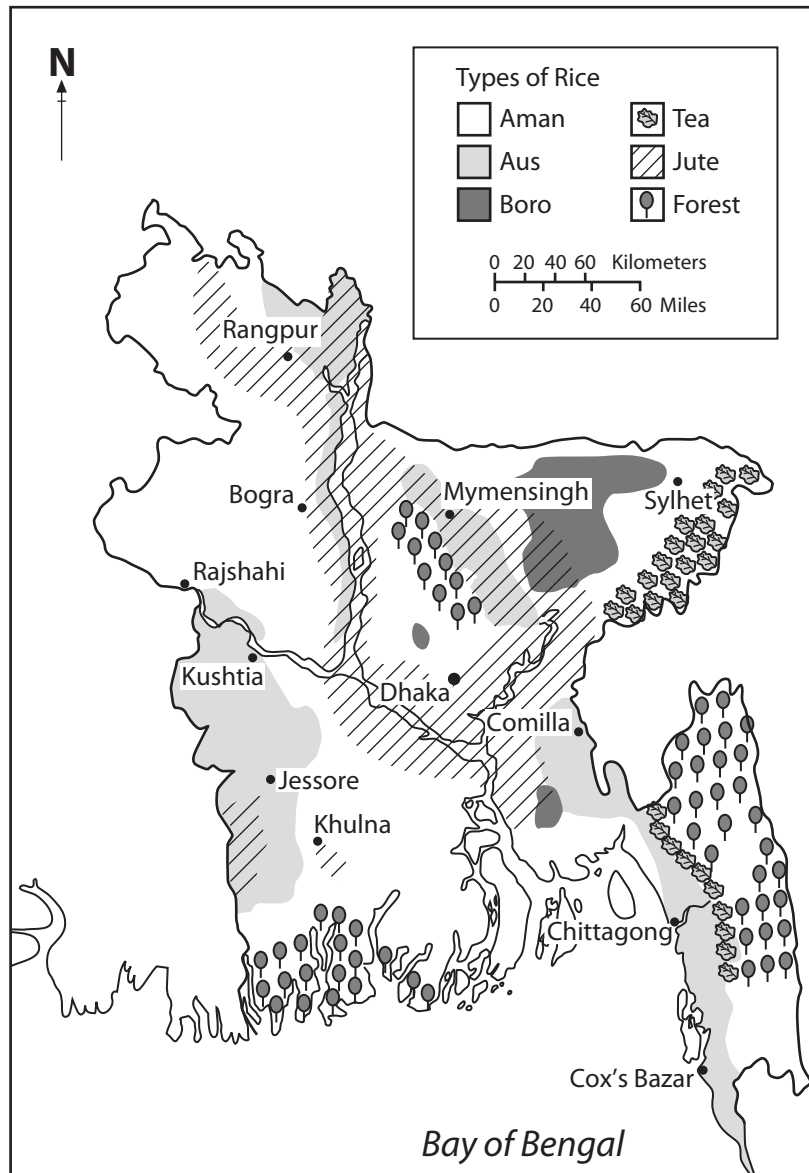 N
Types of Rice
Aman
Tea
Aus
Jute
Boro
Forest
0 20 40 60 Kilometers
0 20 40 60 Miles
Rangpur
Bogra
Mymensingh
Sylhet
Rajshahi
Kushtia
Dhaka
Comilla
Jessore
Khulna
Chittagong
Cox's Bazar
Bay of Bengal